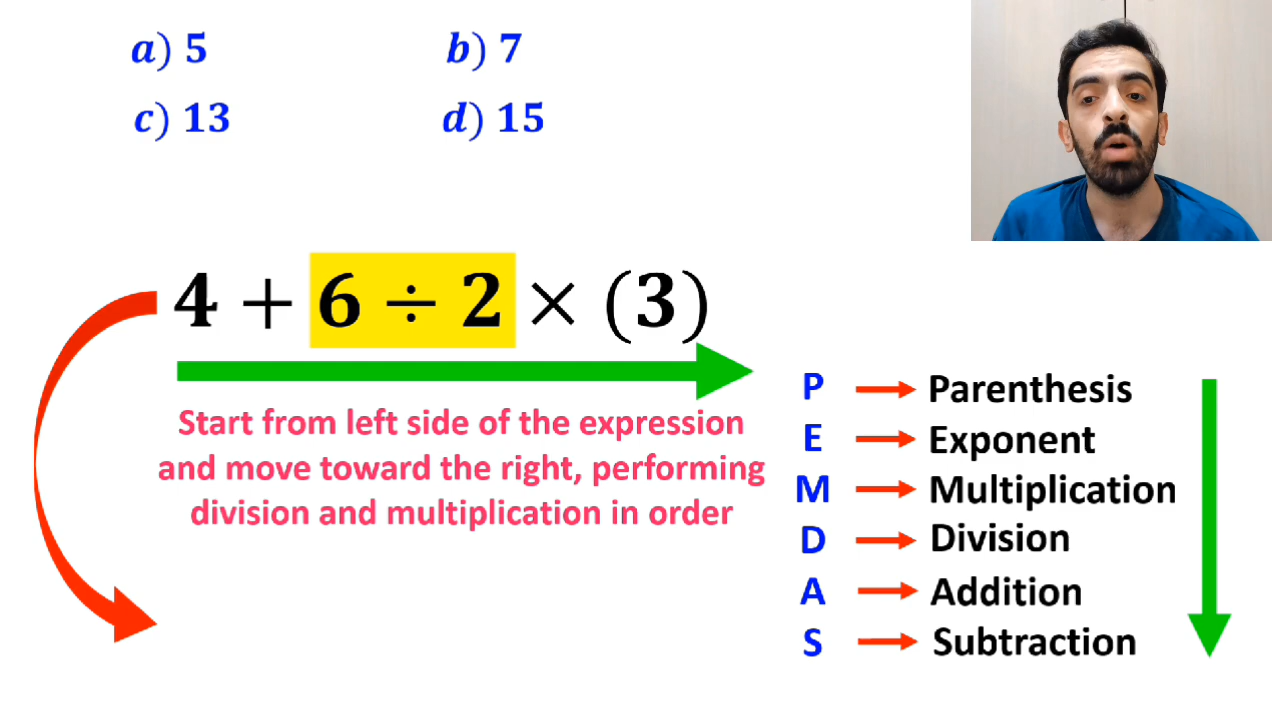 a) 5 b) 7
c) 13 d) 15
4 + 6 ÷ 2 × (3)
Start from left side of the expression
and move toward the right, performing
division and multiplication in order
P Parenthesis
E Exponent
M Multiplication
D Division
A Addition
S Subtraction